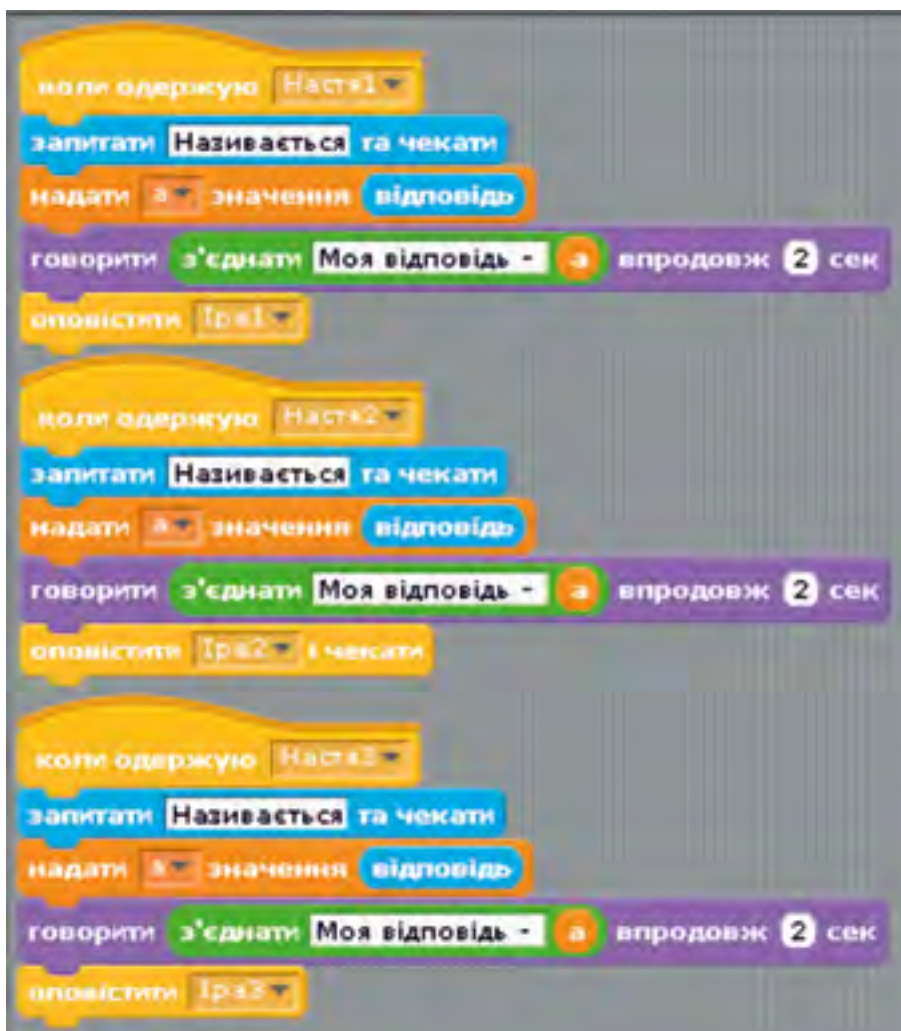 коли одержую Настя1
запитати Називається та чекати
надати a значення відповідь
говорити з'єднати Моя відповідь - a впродовж 2 сек
оповістити Іра1
коли одержую Настя2
запитати Називається та чекати
надати a значення відповідь
говорити з'єднати Моя відповідь - a впродовж 2 сек
оповістити Іра2 і чекати
коли одержую Настя3
запитати Називається та чекати
надати a значення відповідь
говорити з'єднати Моя відповідь - a впродовж 2 сек
оповістити Іра3